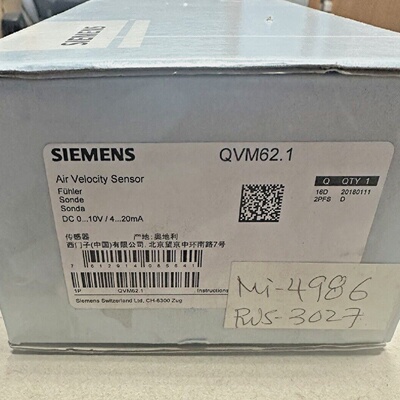 SIEMENS
SIEMENS QVM62.1
Air Velocity Sensor
Fühler
Sonde
Sonda
DC 0...10V / 4...20mA
Q QTY 1
16D 20180111
2PFS D
传感器 产地: 奥地利
西门子(中国)有限公司, 北京望京中环南路7号
7612914085841
1P QVM62.1 Instructions
Siemens Switzerland Ltd, CH-6300 Zug
Mi-4986
RWS-3027